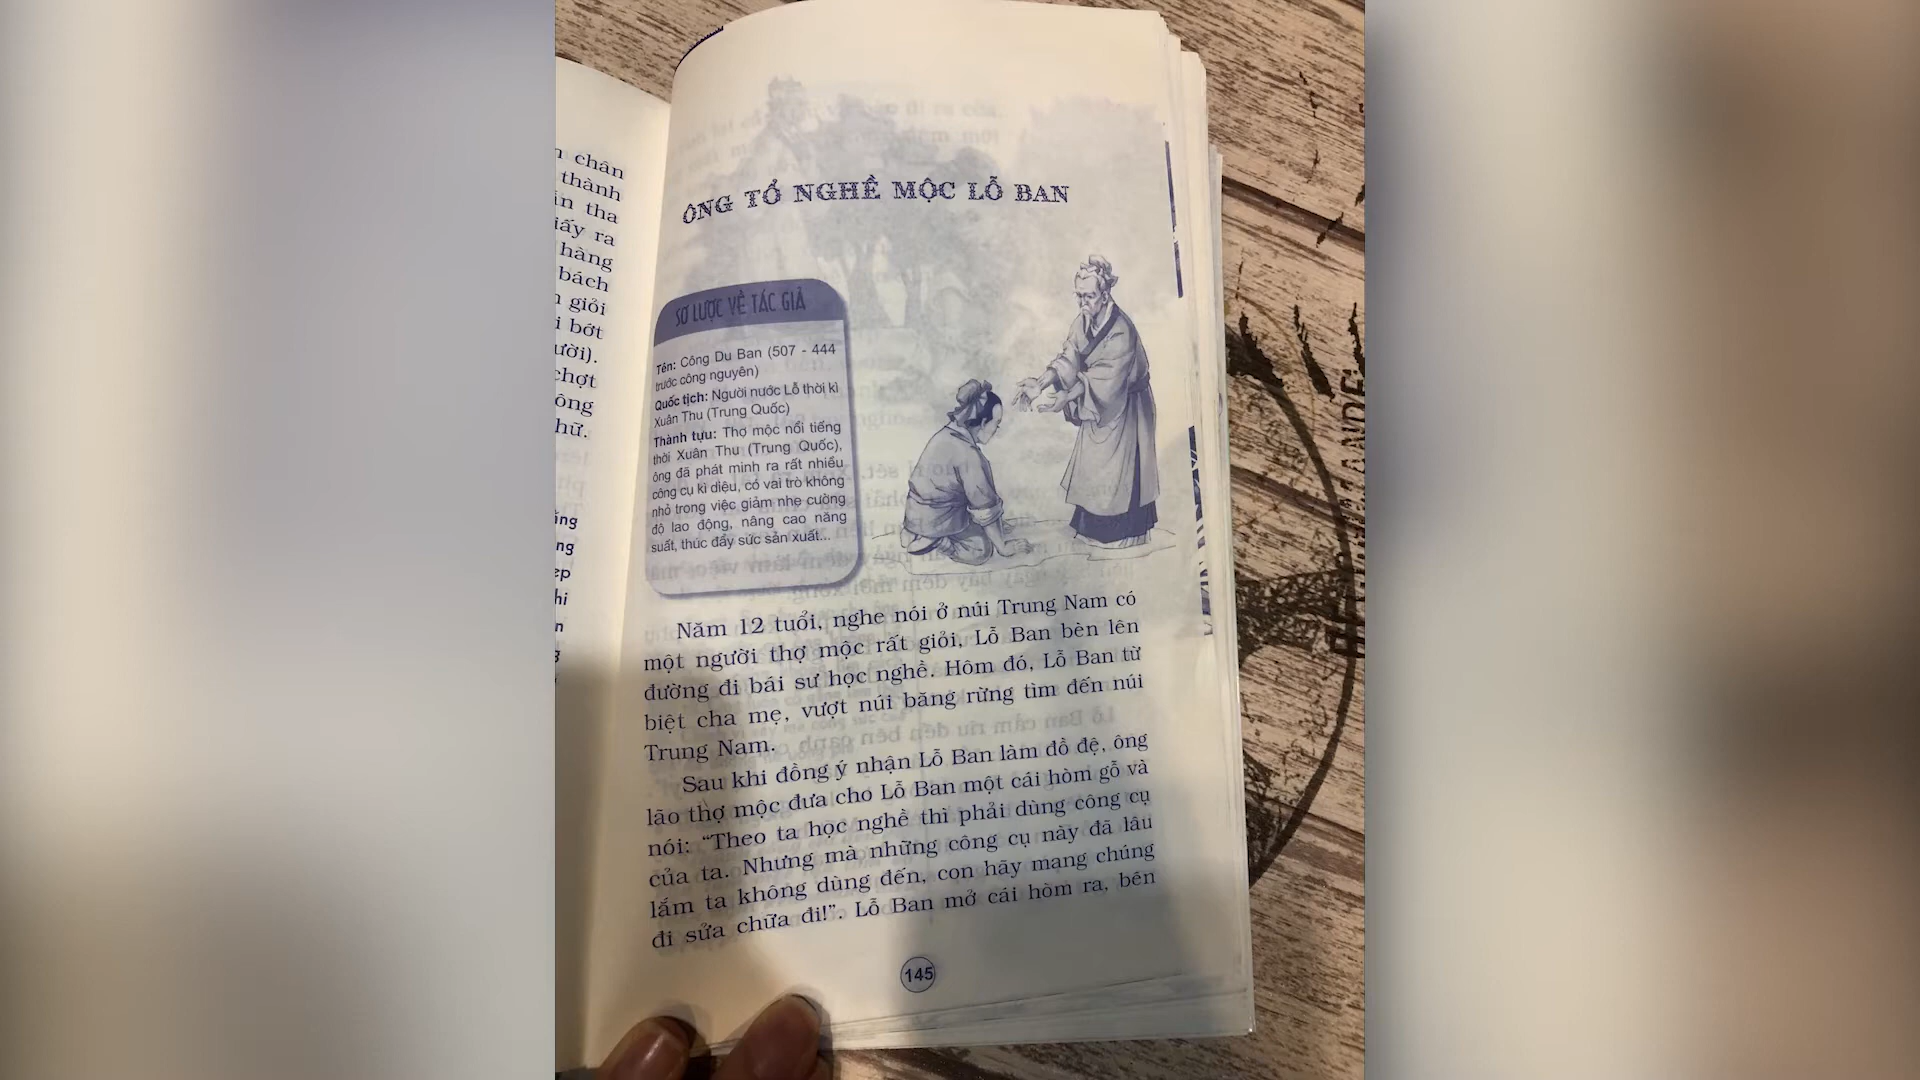 chân
thành
tha
ra
hàng
bách
giỏi
bớt
ông
ÔNG TỔ NGHỀ MỘC LỖ BAN
SƠ LƯỢC VỀ TÁC GIẢ
Tên: Công Du Ban (507 - 444
trước công nguyên)
Quốc tịch: Người nước Lỗ thời kì
Xuân Thu (Trung Quốc)
Thành tựu: Thợ mộc nổi tiếng
thời Xuân Thu (Trung Quốc),
ông đã phát minh ra rất nhiều
công cụ kì diệu, có vai trò không
nhỏ trong việc giảm nhẹ cường
độ lao động, nâng cao năng
suất, thúc đẩy sức sản xuất...
Năm 12 tuổi, nghe nói ở núi Trung Nam có
một người thợ mộc rất giỏi, Lỗ Ban bèn lên
đường đi bái sư học nghề. Hôm đó, Lỗ Ban từ
biệt cha mẹ, vượt núi băng rừng tìm đến núi
Trung Nam.
Sau khi đồng ý nhận Lỗ Ban làm đồ đệ, ông
lão thợ mộc đưa cho Lỗ Ban một cái hòm gỗ và
nói: “Theo ta học nghề thì phải dùng công cụ
của ta. Nhưng mà những công cụ này đã lâu
lắm ta không dùng đến, con hãy mang chúng
đi sửa chữa đi!”. Lỗ Ban mở cái hòm ra, bên
145